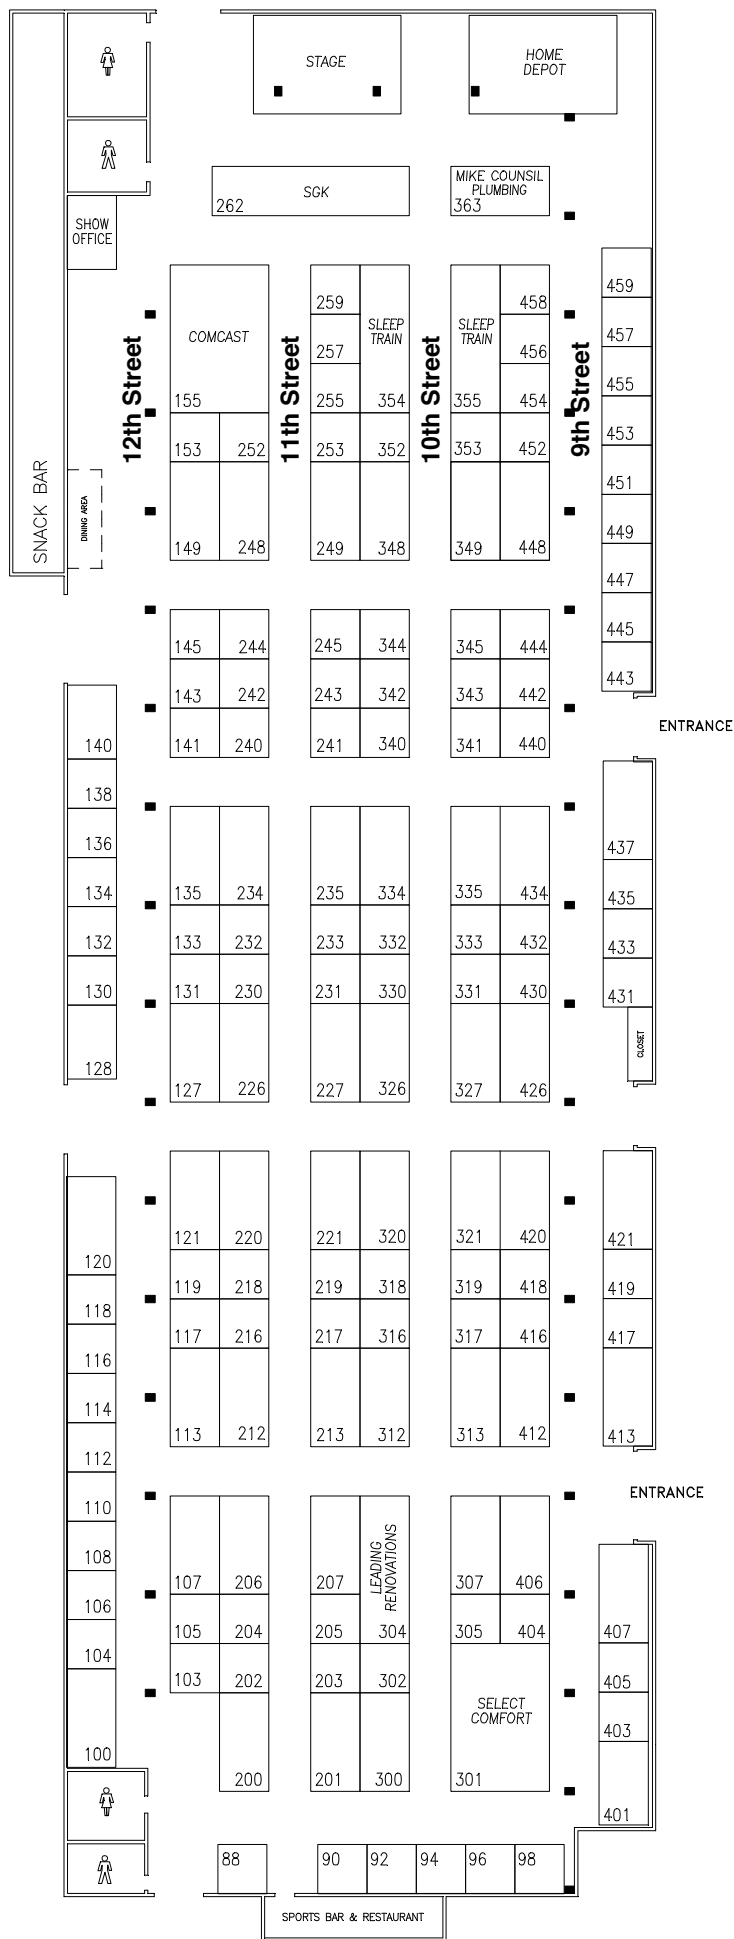 STAGE
HOME
DEPOT
SGK
262
MIKE COUNSIL
PLUMBING
363
SHOW
OFFICE
SNACK BAR
DINING AREA
12th Street
11th Street
10th Street
9th Street
COMCAST
155
259
SLEEP
TRAIN
SLEEP
TRAIN
458
459
257
456
457
255 354 355 454
455
153 252 253 352 353 452
453
451
149 248 249 348 349 448
449
447
445
145 244 245 344 345 444
443
143 242 243 342 343 442
ENTRANCE
140 141 240 241 340 341 440
138
136
437
134 135 234 235 334 335 434
435
132 133 232 233 332 333 432
433
130 131 230 231 330 331 430
431
CLOSET
128
127 226 227 326 327 426
121 220 221 320 321 420 421
120
119 218 219 318 319 418 419
118
117 216 217 316 317 416 417
116
114
113 212 213 312 313 412 413
112
ENTRANCE
110
108
LEADING
RENOVATIONS
107 206 207 307 406
106
105 204 205 304 305 404 407
104
103 202 203 302
405
SELECT
COMFORT
403
100
200 201 300 301
401
88 90 92 94 96 98
SPORTS BAR & RESTAURANT